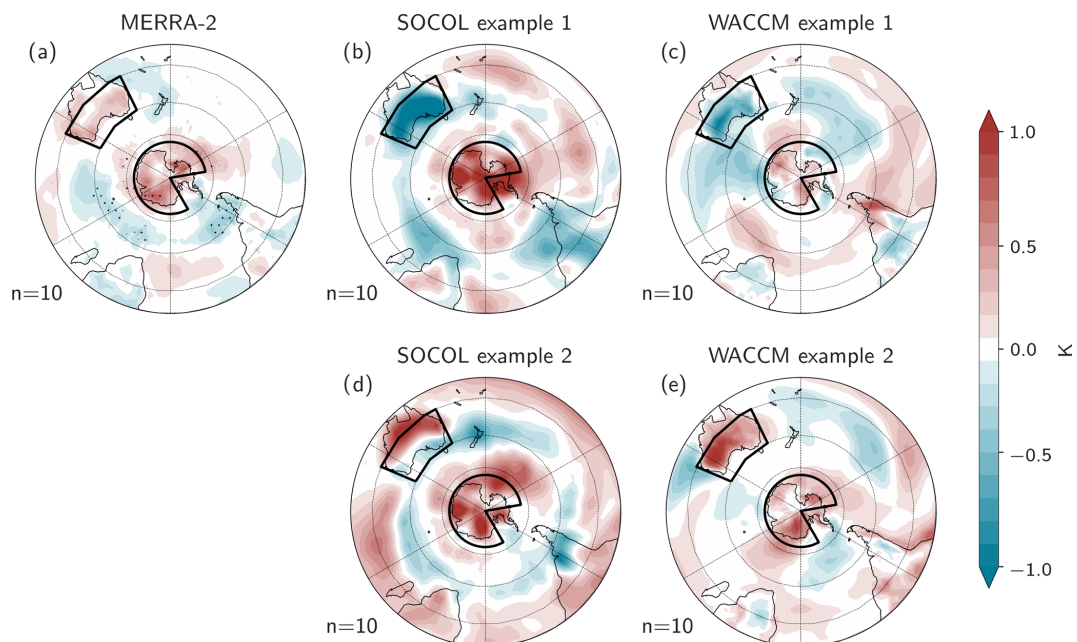 MERRA-2
SOCOL example 1
WACCM example 1
(a)
(b)
(c)
n=10
n=10
n=10
SOCOL example 2
WACCM example 2
(d)
(e)
n=10
n=10
1.0
0.5
0.0
−0.5
−1.0
K